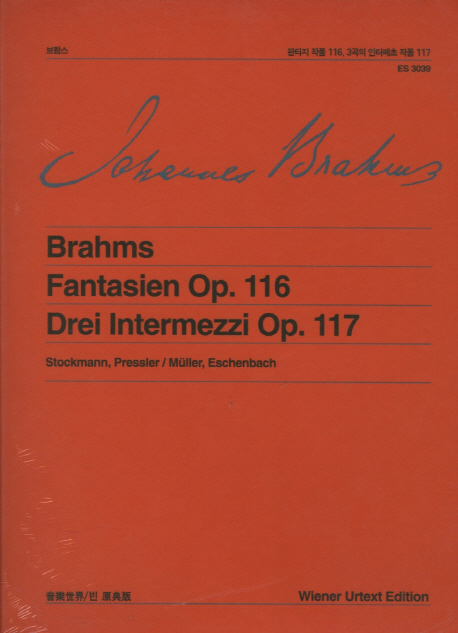 브람스
판타지 작품 116, 3곡의 인터메초 작품 117
ES 3039
Johannes Brahms
Brahms
Fantasien Op. 116
Drei Intermezzi Op. 117
Stockmann, Pressler / Müller, Eschenbach
音樂世界/빈 原典版
Wiener Urtext Edition